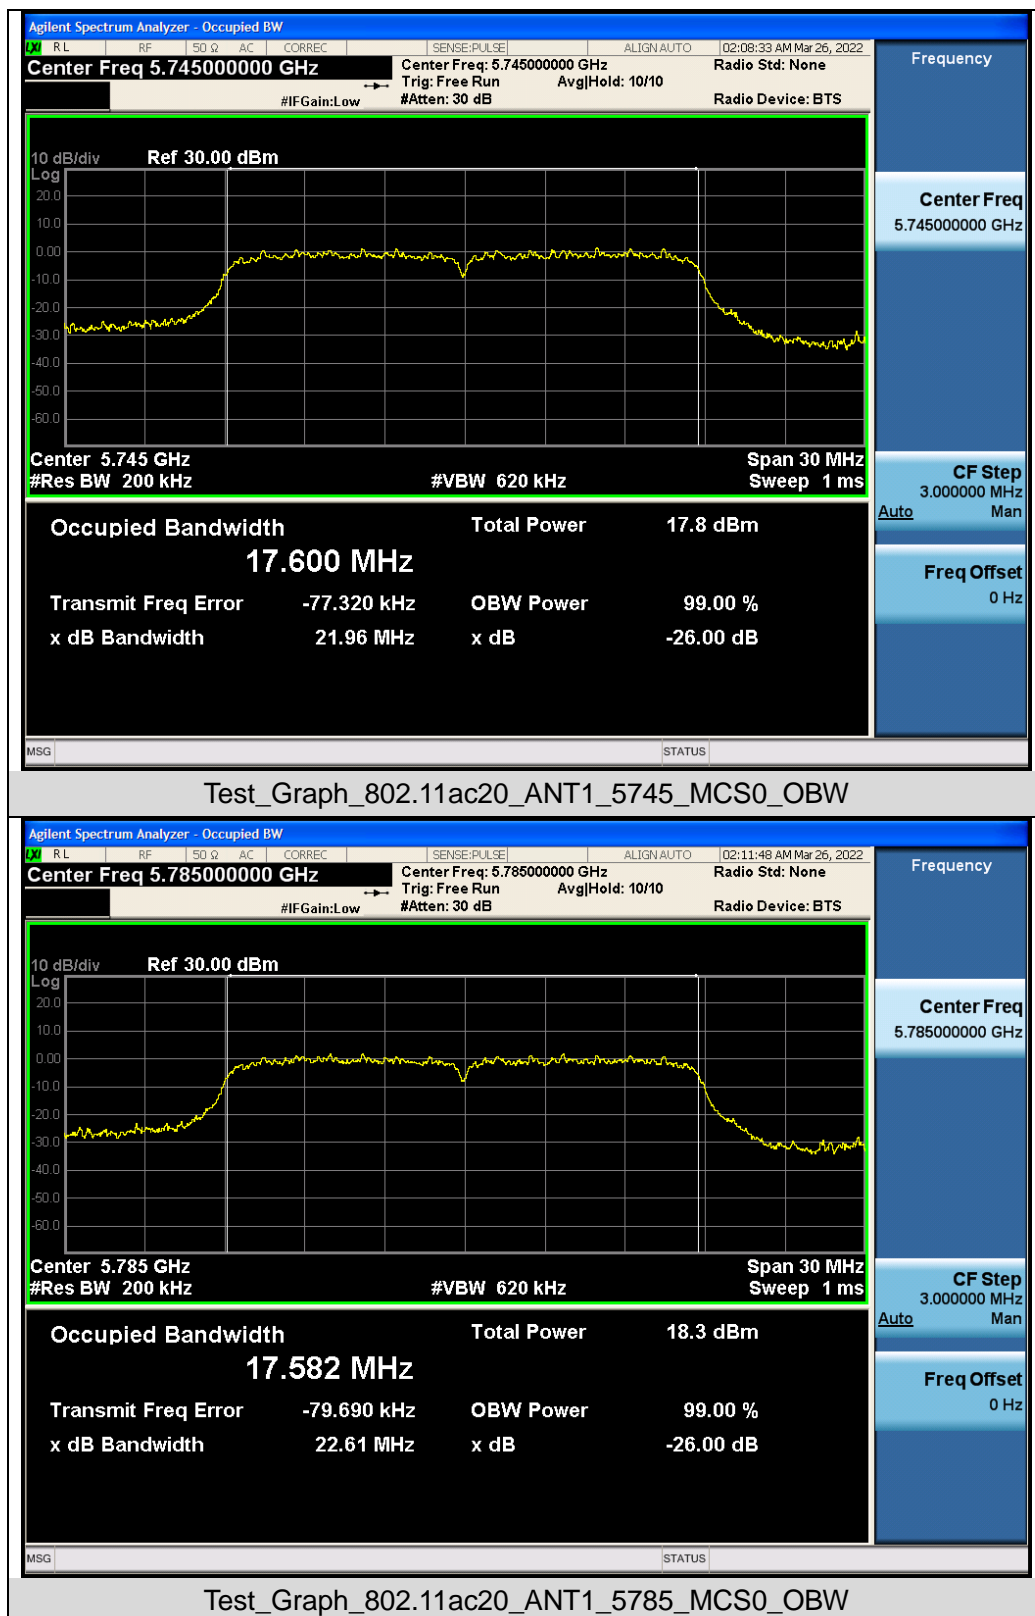 Agilent Spectrum Analyzer - Occupied BW
LXI RL RF 50 Ω AC CORREC SENSE:PULSE ALIGN AUTO 02:08:33 AM Mar 26, 2022
Center Freq 5.745000000 GHz
Center Freq: 5.745000000 GHz Radio Std: None
Trig: Free Run Avg|Hold: 10/10
#IFGain:Low #Atten: 30 dB Radio Device: BTS
10 dB/div Ref 30.00 dBm
Log
20.0
10.0
0.00
-10.0
-20.0
-30.0
-40.0
-50.0
-60.0
Center 5.745 GHz Span 30 MHz
#Res BW 200 kHz #VBW 620 kHz Sweep 1 ms
Occupied Bandwidth Total Power 17.8 dBm
17.600 MHz
Transmit Freq Error -77.320 kHz OBW Power 99.00 %
x dB Bandwidth 21.96 MHz x dB -26.00 dB
MSG STATUS
Frequency
Center Freq
5.745000000 GHz
CF Step
3.000000 MHz
Auto Man
Freq Offset
0 Hz
Test_Graph_802.11ac20_ANT1_5745_MCS0_OBW
Agilent Spectrum Analyzer - Occupied BW
LXI RL RF 50 Ω AC CORREC SENSE:PULSE ALIGN AUTO 02:11:48 AM Mar 26, 2022
Center Freq 5.785000000 GHz
Center Freq: 5.785000000 GHz Radio Std: None
Trig: Free Run Avg|Hold: 10/10
#IFGain:Low #Atten: 30 dB Radio Device: BTS
10 dB/div Ref 30.00 dBm
Log
20.0
10.0
0.00
-10.0
-20.0
-30.0
-40.0
-50.0
-60.0
Center 5.785 GHz Span 30 MHz
#Res BW 200 kHz #VBW 620 kHz Sweep 1 ms
Occupied Bandwidth Total Power 18.3 dBm
17.582 MHz
Transmit Freq Error -79.690 kHz OBW Power 99.00 %
x dB Bandwidth 22.61 MHz x dB -26.00 dB
MSG STATUS
Frequency
Center Freq
5.785000000 GHz
CF Step
3.000000 MHz
Auto Man
Freq Offset
0 Hz
Test_Graph_802.11ac20_ANT1_5785_MCS0_OBW